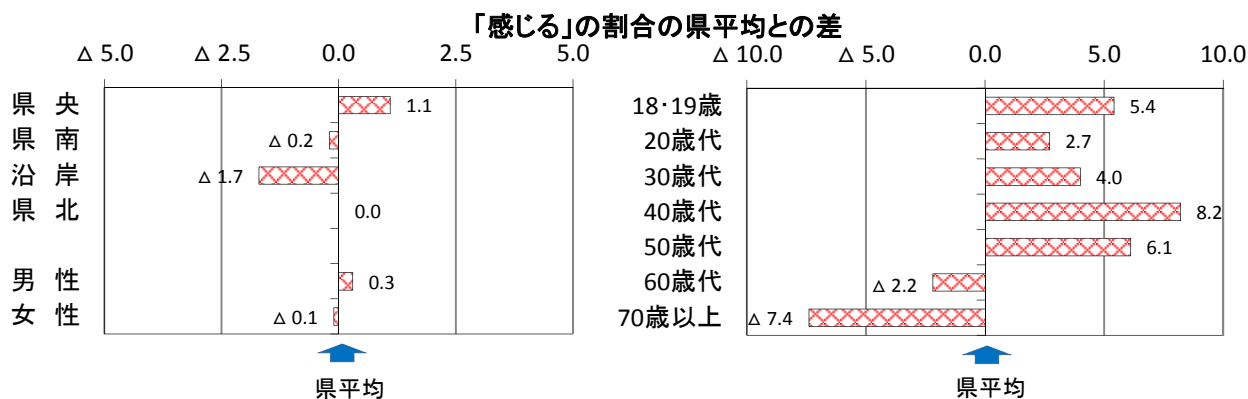 「感じる」の割合の県平均との差
△ 5.0 △ 2.5 0.0 2.5 5.0
県 央 1.1
県 南 △ 0.2
沿 岸 △ 1.7
県 北 0.0
男 性 0.3
女 性 △ 0.1
県平均
△ 10.0 △ 5.0 0.0 5.0 10.0
18・19歳 5.4
20歳代 2.7
30歳代 4.0
40歳代 8.2
50歳代 6.1
60歳代 △ 2.2
70歳以上 △ 7.4
県平均